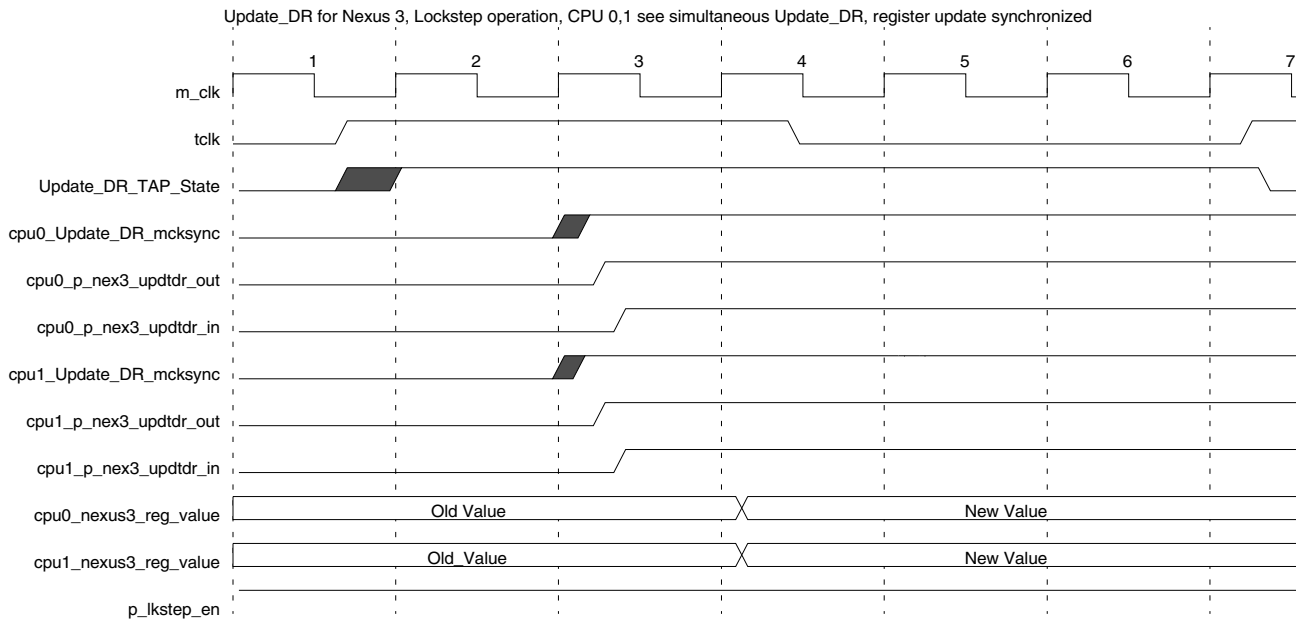 Update_DR for Nexus 3, Lockstep operation, CPU 0,1 see simultaneous Update_DR, register update synchronized
1 2 3 4 5 6 7
m_clk
tclk
Update_DR_TAP_State
cpu0_Update_DR_mcksync
cpu0_p_nex3_updtdr_out
cpu0_p_nex3_updtdr_in
cpu1_Update_DR_mcksync
cpu1_p_nex3_updtdr_out
cpu1_p_nex3_updtdr_in
cpu0_nexus3_reg_value Old Value New Value
cpu1_nexus3_reg_value Old_Value New Value
p_lkstep_en